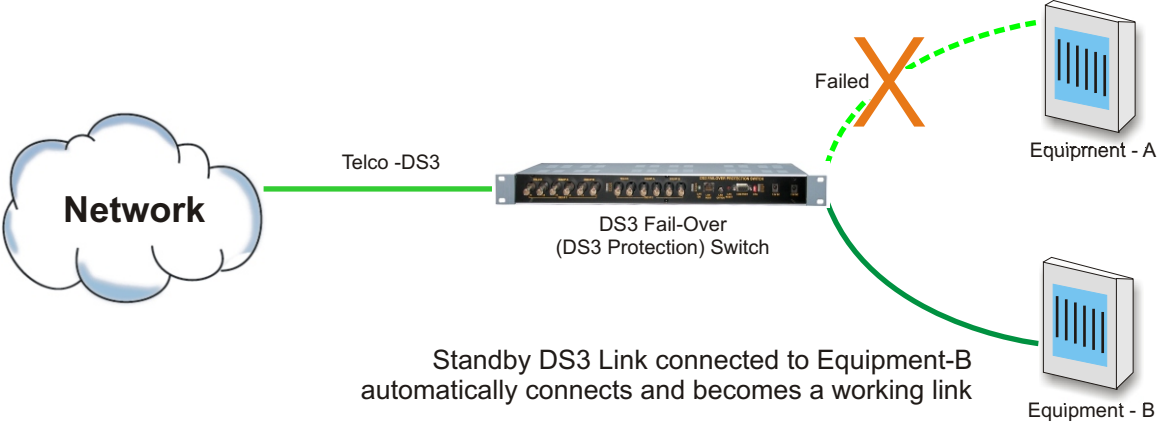 Failed
Equipment - A
Telco -DS3
Network
DS3 Fail-Over
(DS3 Protection) Switch
Standby DS3 Link connected to Equipment-B
automatically connects and becomes a working link
Equipment - B